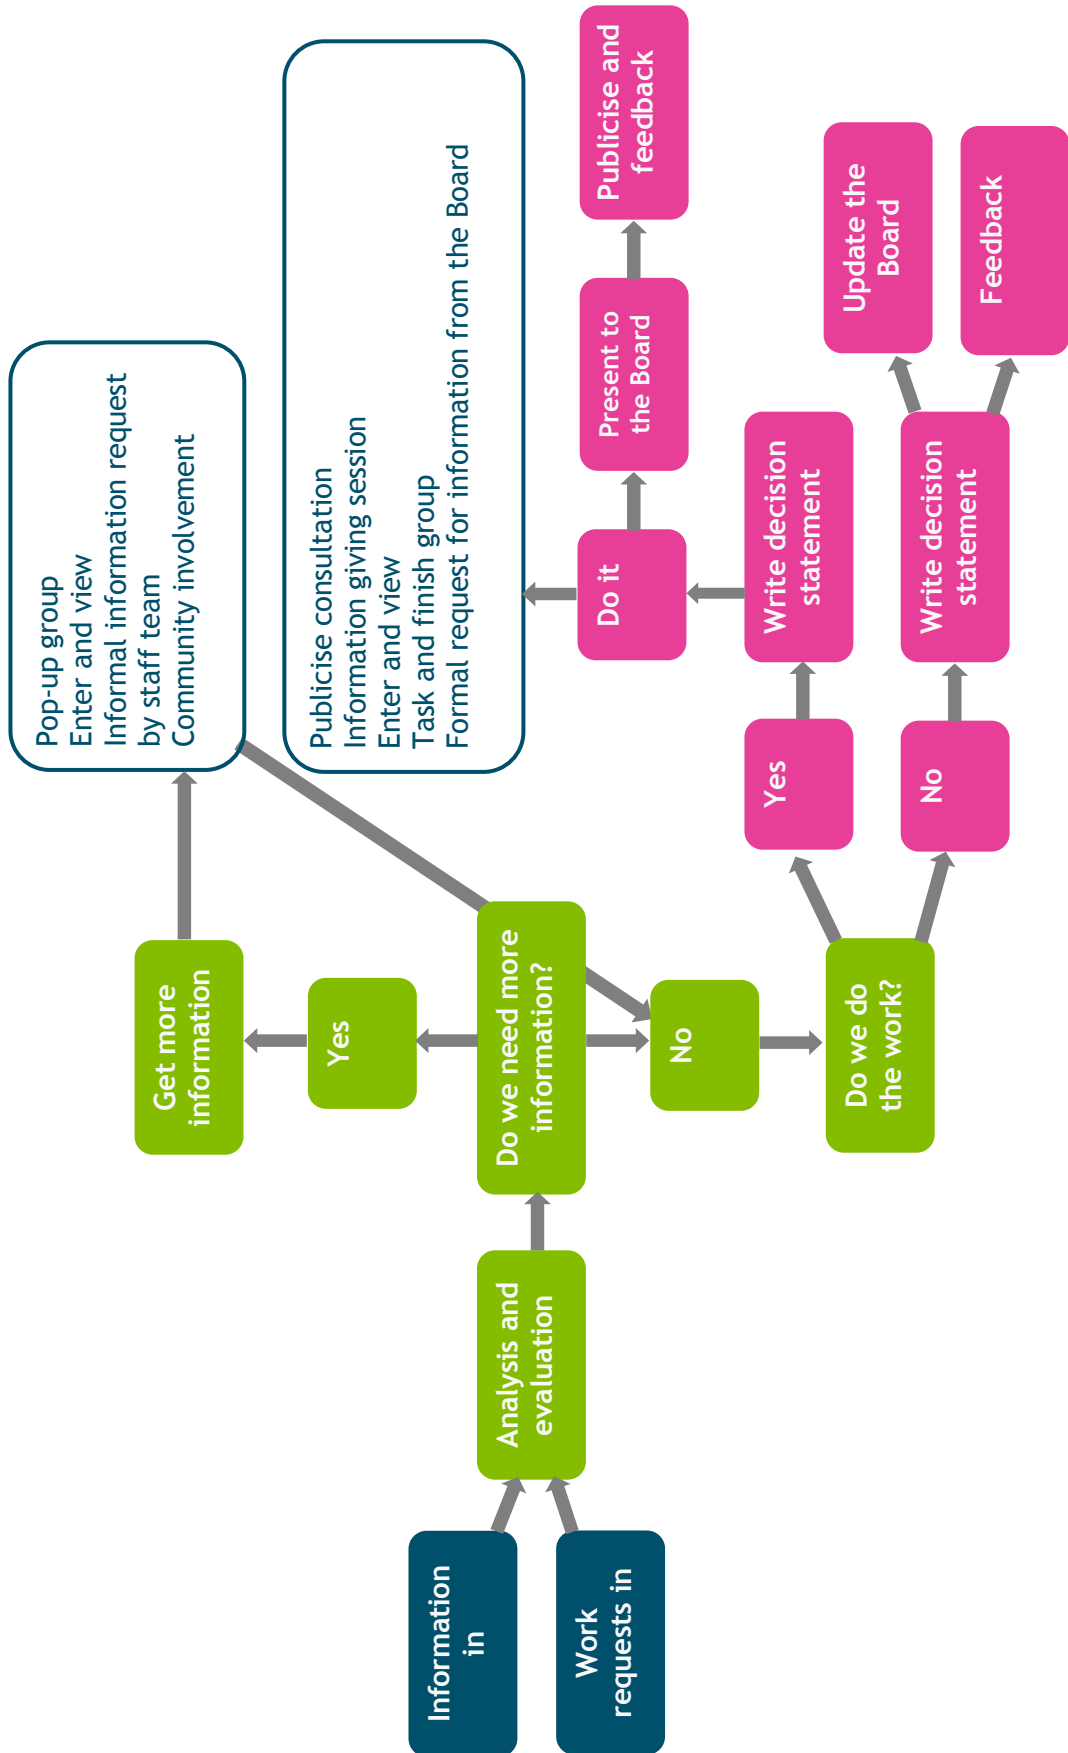 Information
in
Work
requests in
Analysis and
evaluation
Do we need more
information?
Yes
Get more
information
Pop-up group
Enter and view
Informal information request
by staff team
Community involvement
No
Do we do
the work?
Yes
Write decision
statement
Do it
Publicise consultation
Information giving session
Enter and view
Task and finish group
Formal request for information from the Board
Present to
the Board
Publicise and
feedback
No
Write decision
statement
Update the
Board
Feedback